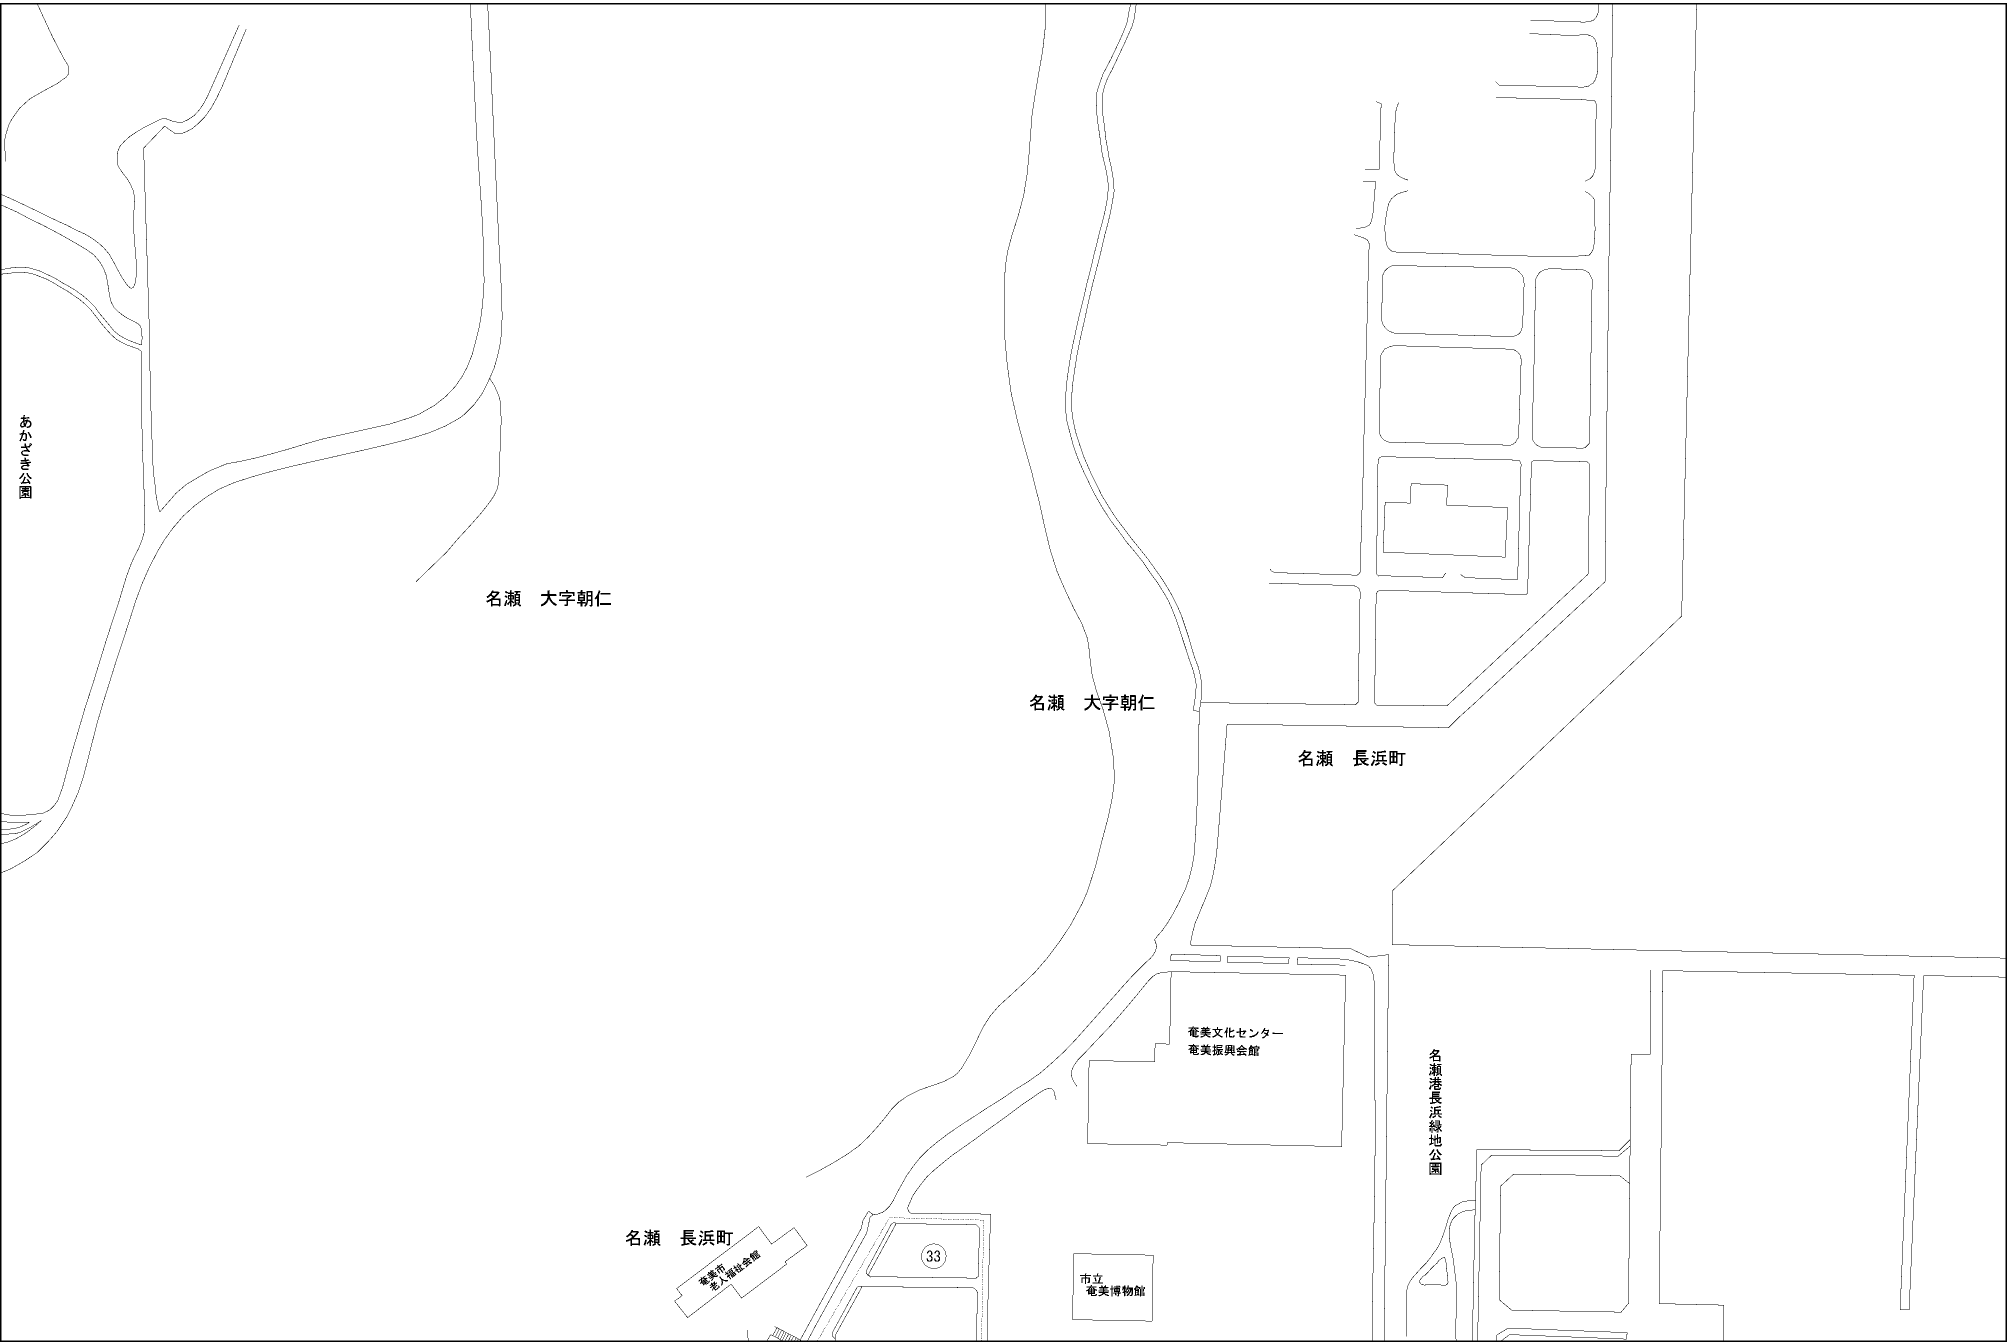 あかざき公園
名瀬　大字朝仁
名瀬　大字朝仁
名瀬　長浜町
奄美文化センター
奄美振興会館
名瀬港長浜緑地公園
名瀬　長浜町
奄美市
老人福祉会館
33
市立
奄美博物館